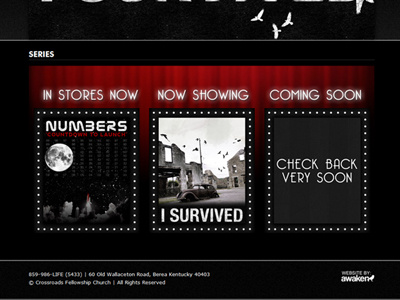 SERIES
IN STORES NOW
NOW SHOWING
COMING SOON
NUMBERS
COUNTDOWN TO LAUNCH
I SURVIVED
CHECK BACK
VERY SOON
859-986-LIFE (5433) | 60 Old Wallaceton Road, Berea Kentucky 40403
© Crossroads Fellowship Church | All Rights Reserved
WEBSITE BY:
awaken